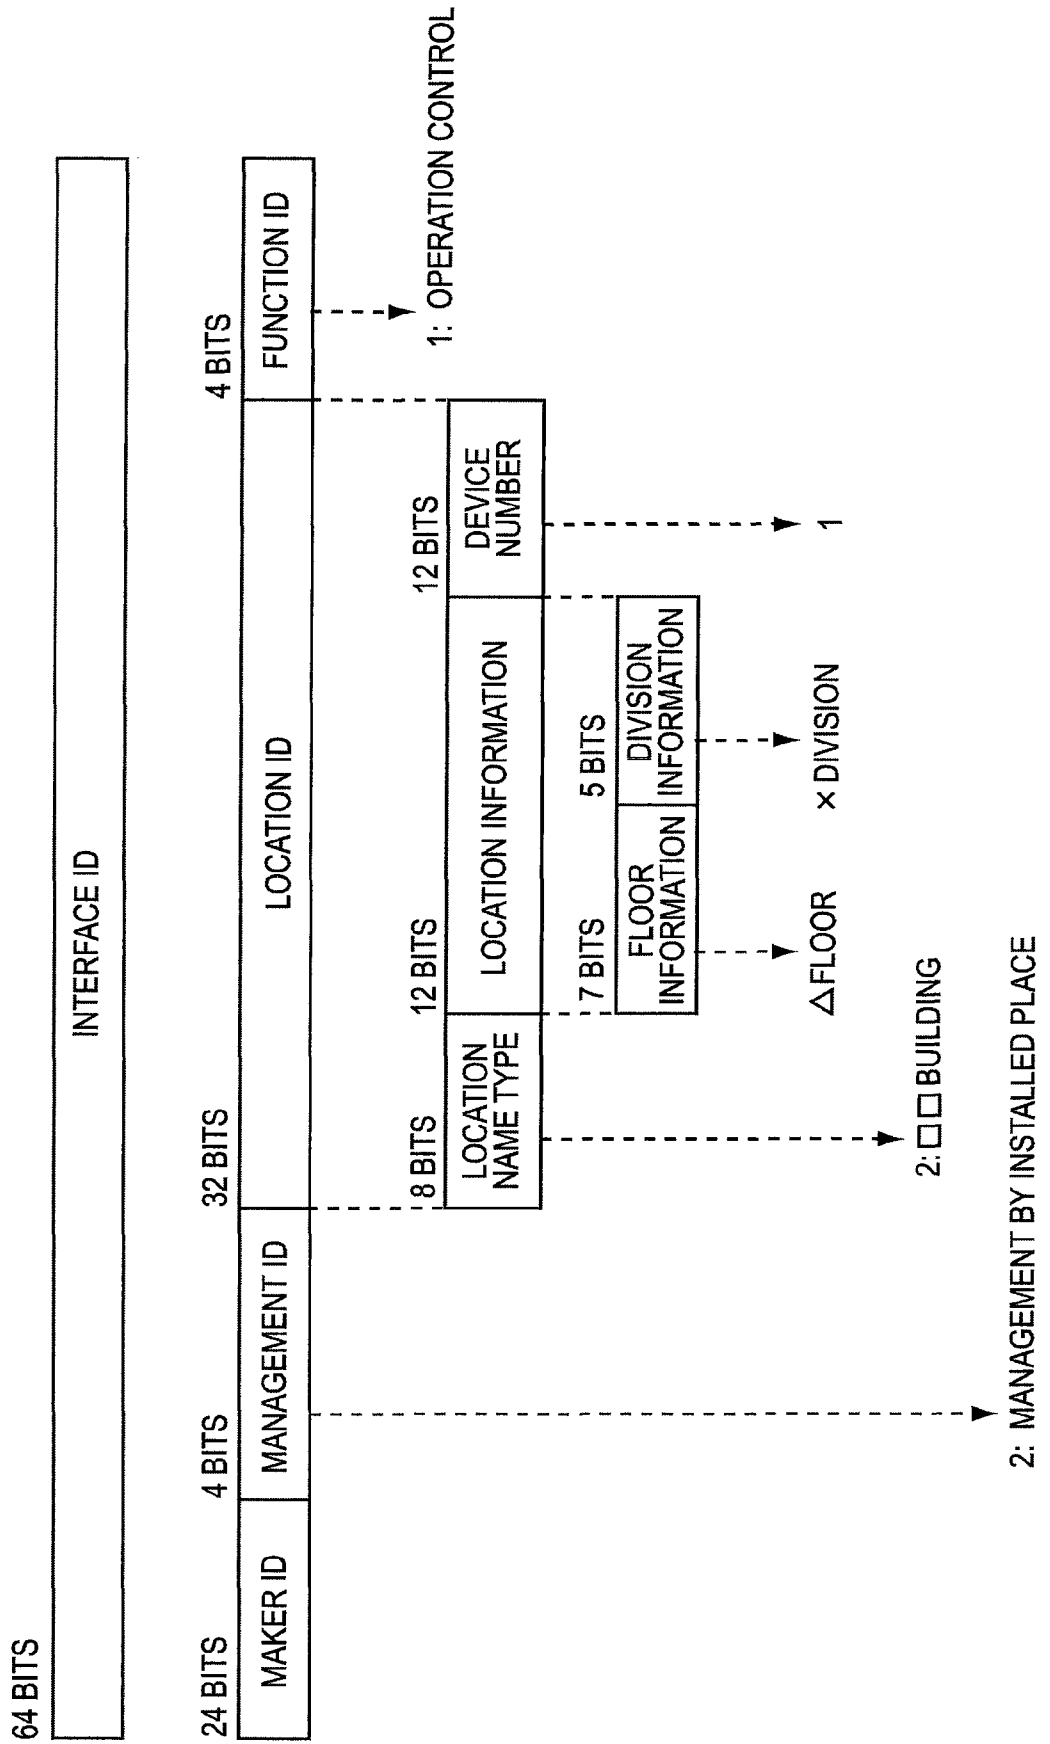 64 BITS
INTERFACE ID
24 BITS
4 BITS
32 BITS
4 BITS
MAKER ID
MANAGEMENT ID
LOCATION ID
FUNCTION ID
1: OPERATION CONTROL
8 BITS
12 BITS
12 BITS
LOCATION
NAME TYPE
LOCATION INFORMATION
DEVICE
NUMBER
7 BITS
5 BITS
FLOOR
INFORMATION
DIVISION
INFORMATION
△FLOOR
×DIVISION
1
2: □□BUILDING
2: MANAGEMENT BY INSTALLED PLACE